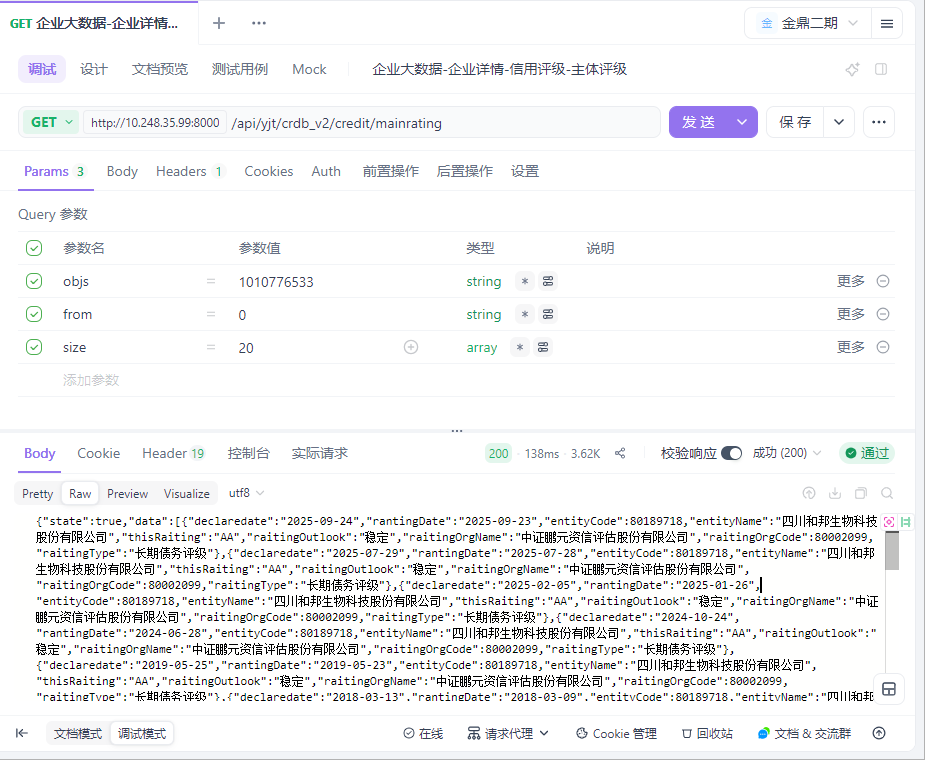 GET 企业大数据-企业详情...
金 金鼎二期
调试 设计 文档预览 测试用例 Mock 企业大数据-企业详情-信用评级-主体评级
GET http://10.248.35.99:8000 /api/yjt/crdb_v2/credit/mainrating 发 送 保 存
Params 3 Body Headers 1 Cookies Auth 前置操作 后置操作 设置
Query 参数
参数名 参数值 类型 说明
objs = 1010776533 string * 更多
from = 0 string * 更多
size = 20 array * 更多
添加参数
Body Cookie Header 19 控制台 实际请求 200 · 138ms · 3.62K 校验响应 成功 (200) 通过
Pretty Raw Preview Visualize utf8
{"state":true,"data":[{"declaredate":"2025-09-24","rantingDate":"2025-09-23","entityCode":80189718,"entityName":"四川和邦生物科技
股份有限公司","thisRaiting":"AA","raitingOutlook":"稳定","raitingOrgName":"中证鹏元资信评估股份有限公司","raitingOrgCode":80002099,
"raitingType":"长期债务评级"},{"declaredate":"2025-07-29","rantingDate":"2025-07-28","entityCode":80189718,"entityName":"四川和邦
生物科技股份有限公司","thisRaiting":"AA","raitingOutlook":"稳定","raitingOrgName":"中证鹏元资信评估股份有限公司",
"raitingOrgCode":80002099,"raitingType":"长期债务评级"},{"declaredate":"2025-02-05","rantingDate":"2025-01-26",
"entityCode":80189718,"entityName":"四川和邦生物科技股份有限公司","thisRaiting":"AA","raitingOutlook":"稳定","raitingOrgName":"中证
鹏元资信评估股份有限公司","raitingOrgCode":80002099,"raitingType":"长期债务评级"},{"declaredate":"2024-10-24",
"rantingDate":"2024-06-28","entityCode":80189718,"entityName":"四川和邦生物科技股份有限公司","thisRaiting":"AA","raitingOutlook":"
稳定","raitingOrgName":"中证鹏元资信评估股份有限公司","raitingOrgCode":80002099,"raitingType":"长期债务评级"},
{"declaredate":"2019-05-25","rantingDate":"2019-05-23","entityCode":80189718,"entityName":"四川和邦生物科技股份有限公司",
"thisRaiting":"AA","raitingOutlook":"稳定","raitingOrgName":"中证鹏元资信评估股份有限公司","raitingOrgCode":80002099,
"raitingType":"长期债务评级"},{"declaredate":"2018-03-13","rantingDate":"2018-03-09","entityCode":80189718,"entityName":"四川和邦
文档模式 调试模式 在线 请求代理 Cookie 管理 回收站 文档 & 交流群